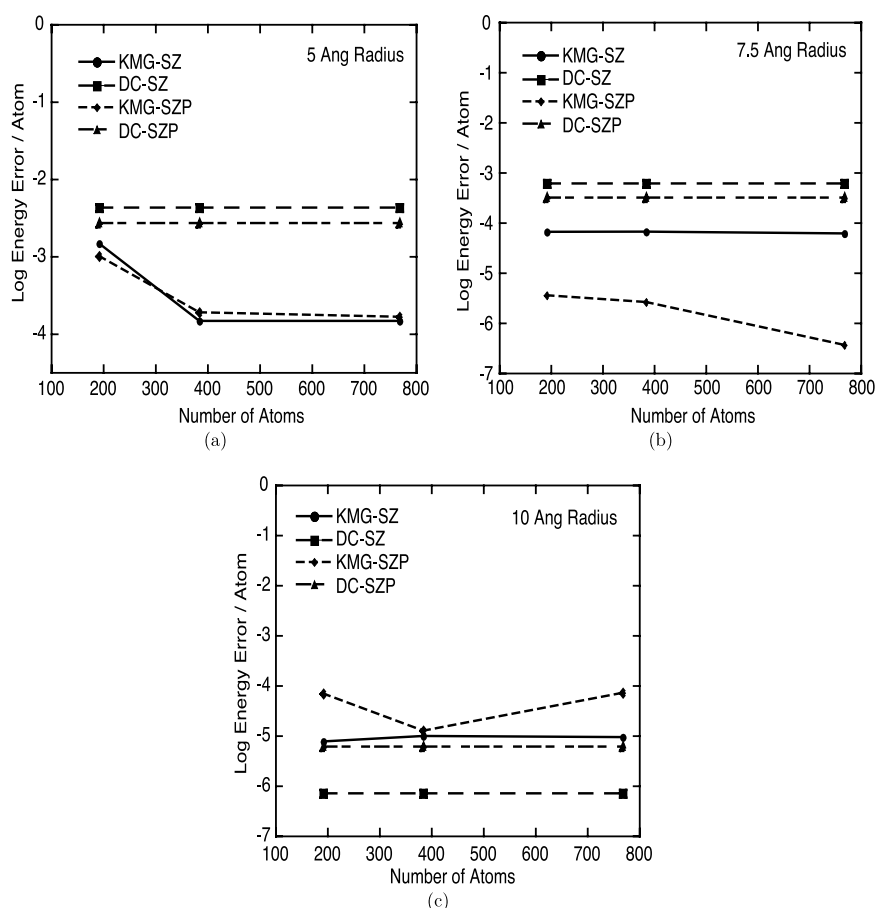 0
-1
-2
-3
-4
5 Ang Radius
KMG-SZ
DC-SZ
KMG-SZP
DC-SZP
Log Energy Error / Atom
100 200 300 400 500 600 700 800
Number of Atoms
(a)
0
-1
-2
-3
-4
-5
-6
-7
7.5 Ang Radius
KMG-SZ
DC-SZ
KMG-SZP
DC-SZP
Log Energy Error / Atom
100 200 300 400 500 600 700 800
Number of Atoms
(b)
0
-1
-2
-3
-4
-5
-6
-7
10 Ang Radius
KMG-SZ
DC-SZ
KMG-SZP
DC-SZP
Log Energy Error / Atom
100 200 300 400 500 600 700 800
Number of Atoms
(c)